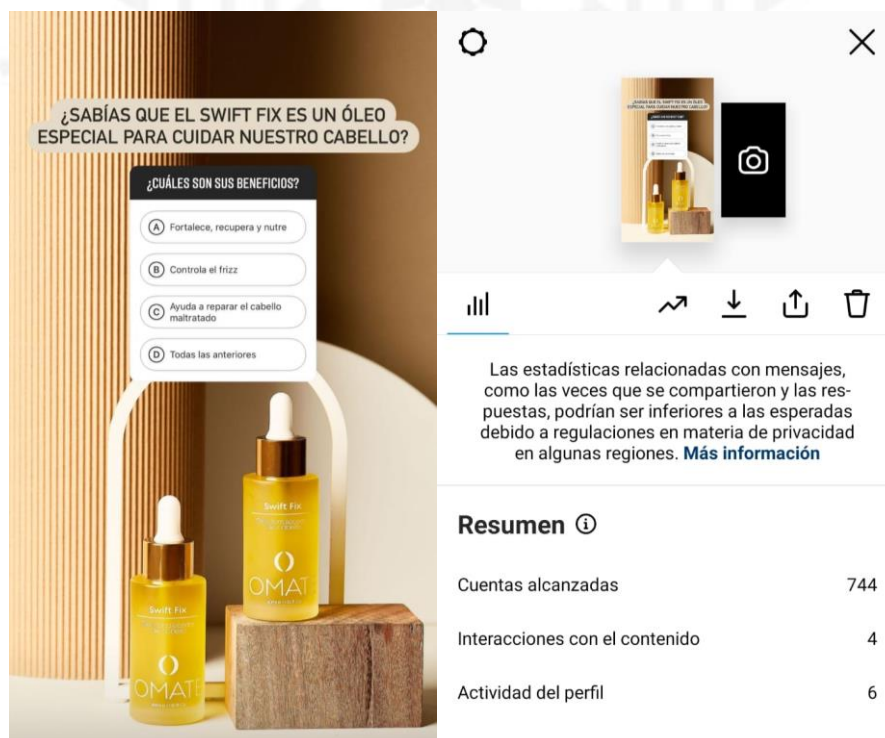 ¿SABÍAS QUE EL SWIFT FIX ES UN ÓLEO
ESPECIAL PARA CUIDAR NUESTRO CABELLO?
¿CUÁLES SON SUS BENEFICIOS?
A Fortalece, recupera y nutre
B Controla el frizz
C Ayuda a reparar el cabello
maltratado
D Todas las anteriores
Swift Fix
OMAT
Swift Fix
OMATE
Las estadísticas relacionadas con mensajes,
como las veces que se compartieron y las res-
puestas, podrían ser inferiores a las esperadas
debido a regulaciones en materia de privacidad
en algunas regiones. Más información
Resumen
Cuentas alcanzadas 744
Interacciones con el contenido 4
Actividad del perfil 6